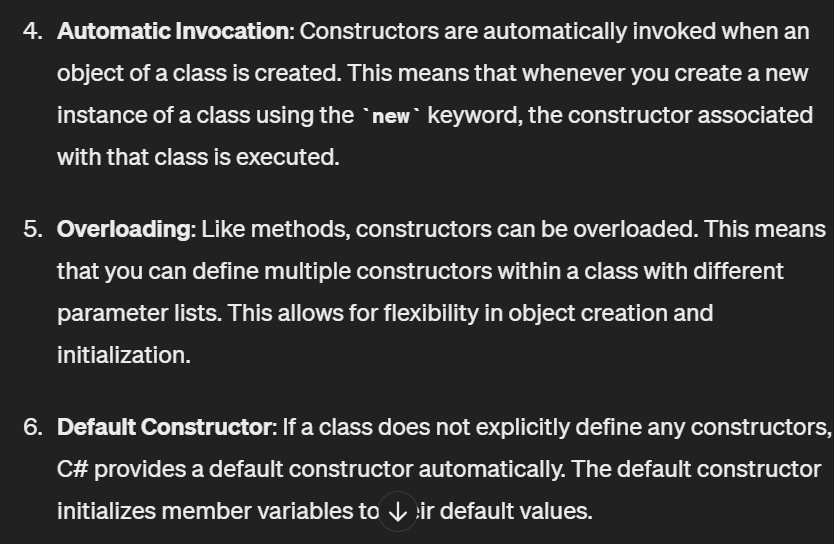 4. Automatic Invocation: Constructors are automatically invoked when an
object of a class is created. This means that whenever you create a new
instance of a class using the `new` keyword, the constructor associated
with that class is executed.
5. Overloading: Like methods, constructors can be overloaded. This means
that you can define multiple constructors within a class with different
parameter lists. This allows for flexibility in object creation and
initialization.
6. Default Constructor: If a class does not explicitly define any constructors,
C# provides a default constructor automatically. The default constructor
initializes member variables to eir default values.